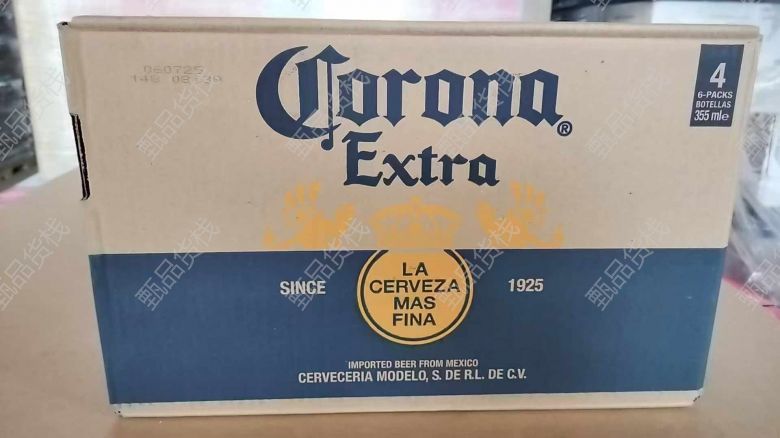 060725
Corona®
Extra
4
6-PACKS
BOTELLAS
355 mle
SINCE
LA
CERVEZA
MAS
FINA
1925
IMPORTED BEER FROM MEXICO
CERVECERIA MODELO, S. DE R.L. DE C.V.
甄品货栈